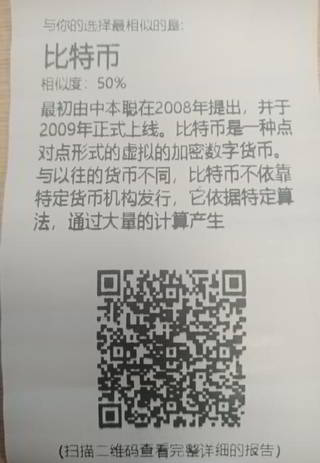 与你的选择最相似的是:
比特币
相似度: 50%
最初由中本聪在2008年提出，并于
2009年正式上线。比特币是一种点
对点形式的虚拟的加密数字货币。
与以往的货币不同，比特币不依靠
特定货币机构发行，它依据特定算
法，通过大量的计算产生
(扫描二维码查看完整详细的报告)